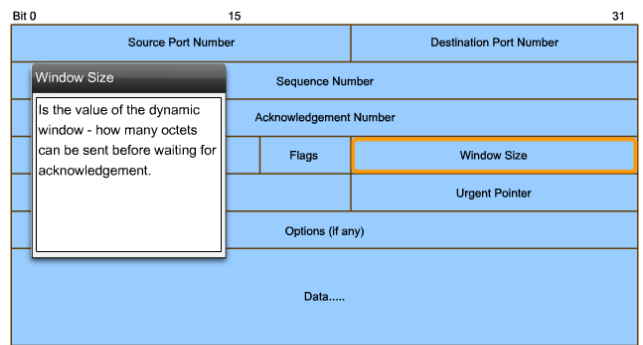 Bit 0 15 31
Source Port Number Destination Port Number
Window Size
Is the value of the dynamic
window - how many octets
can be sent before waiting for
acknowledgement.
Sequence Number
Acknowledgement Number
Flags Window Size
Urgent Pointer
Options (if any)
Data.....